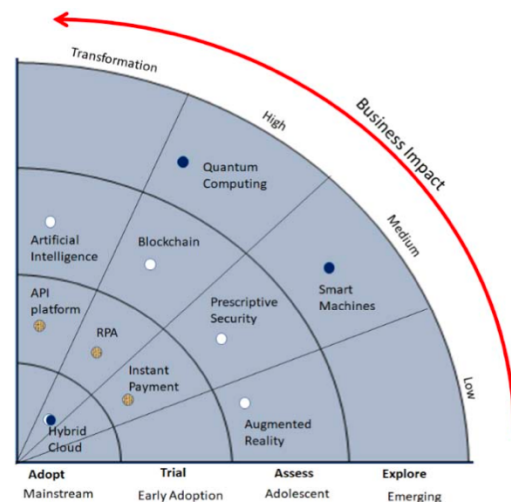 Transformation
High
Business Impact
Medium
Low
Quantum
Computing
Artificial
Intelligence
Blockchain
Smart
Machines
API
platform
RPA
Prescriptive
Security
Instant
Payment
Hybrid
Cloud
Augmented
Reality
Adopt Trial Assess Explore
Mainstream Early Adoption Adolescent Emerging